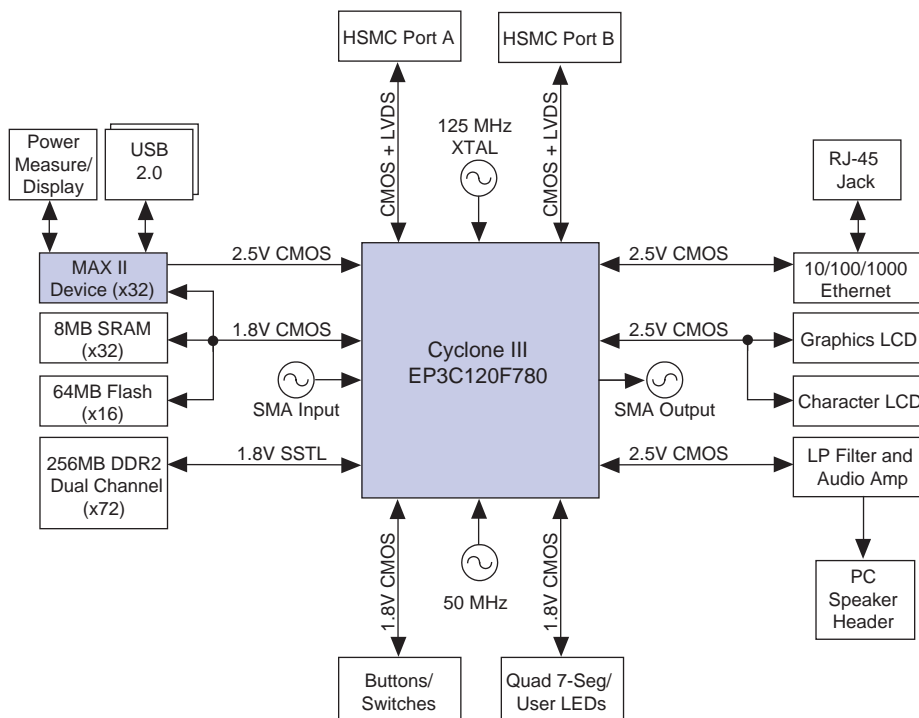 HSMC Port A
HSMC Port B
CMOS + LVDS
125 MHz
XTAL
CMOS + LVDS
Power
Measure/
Display
USB
2.0
RJ-45
Jack
MAX II
Device (x32)
2.5V CMOS
2.5V CMOS
10/100/1000
Ethernet
8MB SRAM
(x32)
1.8V CMOS
Cyclone III
EP3C120F780
2.5V CMOS
Graphics LCD
64MB Flash
(x16)
SMA Input
SMA Output
Character LCD
256MB DDR2
Dual Channel
(x72)
1.8V SSTL
2.5V CMOS
LP Filter and
Audio Amp
1.8V CMOS
50 MHz
1.8V CMOS
PC
Speaker
Header
Buttons/
Switches
Quad 7-Seg/
User LEDs